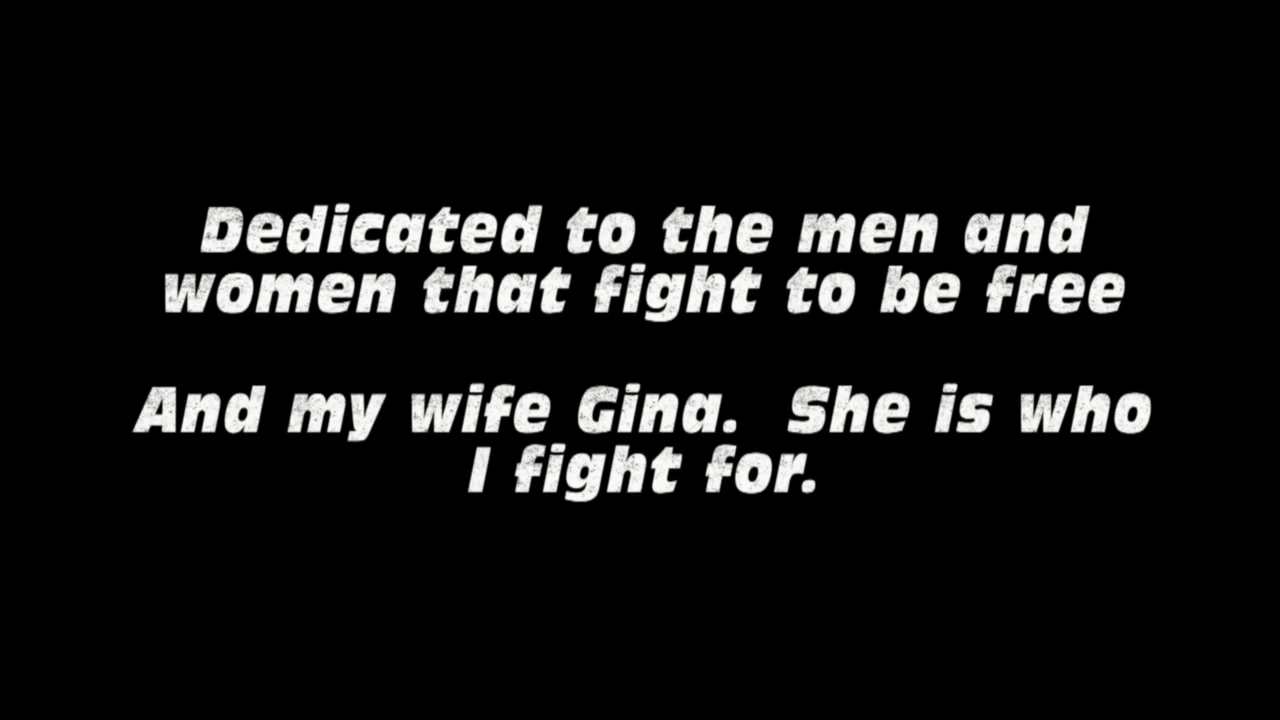 Dedicated to the men and
women that fight to be free
And my wife Gina.  She is who
I fight for.